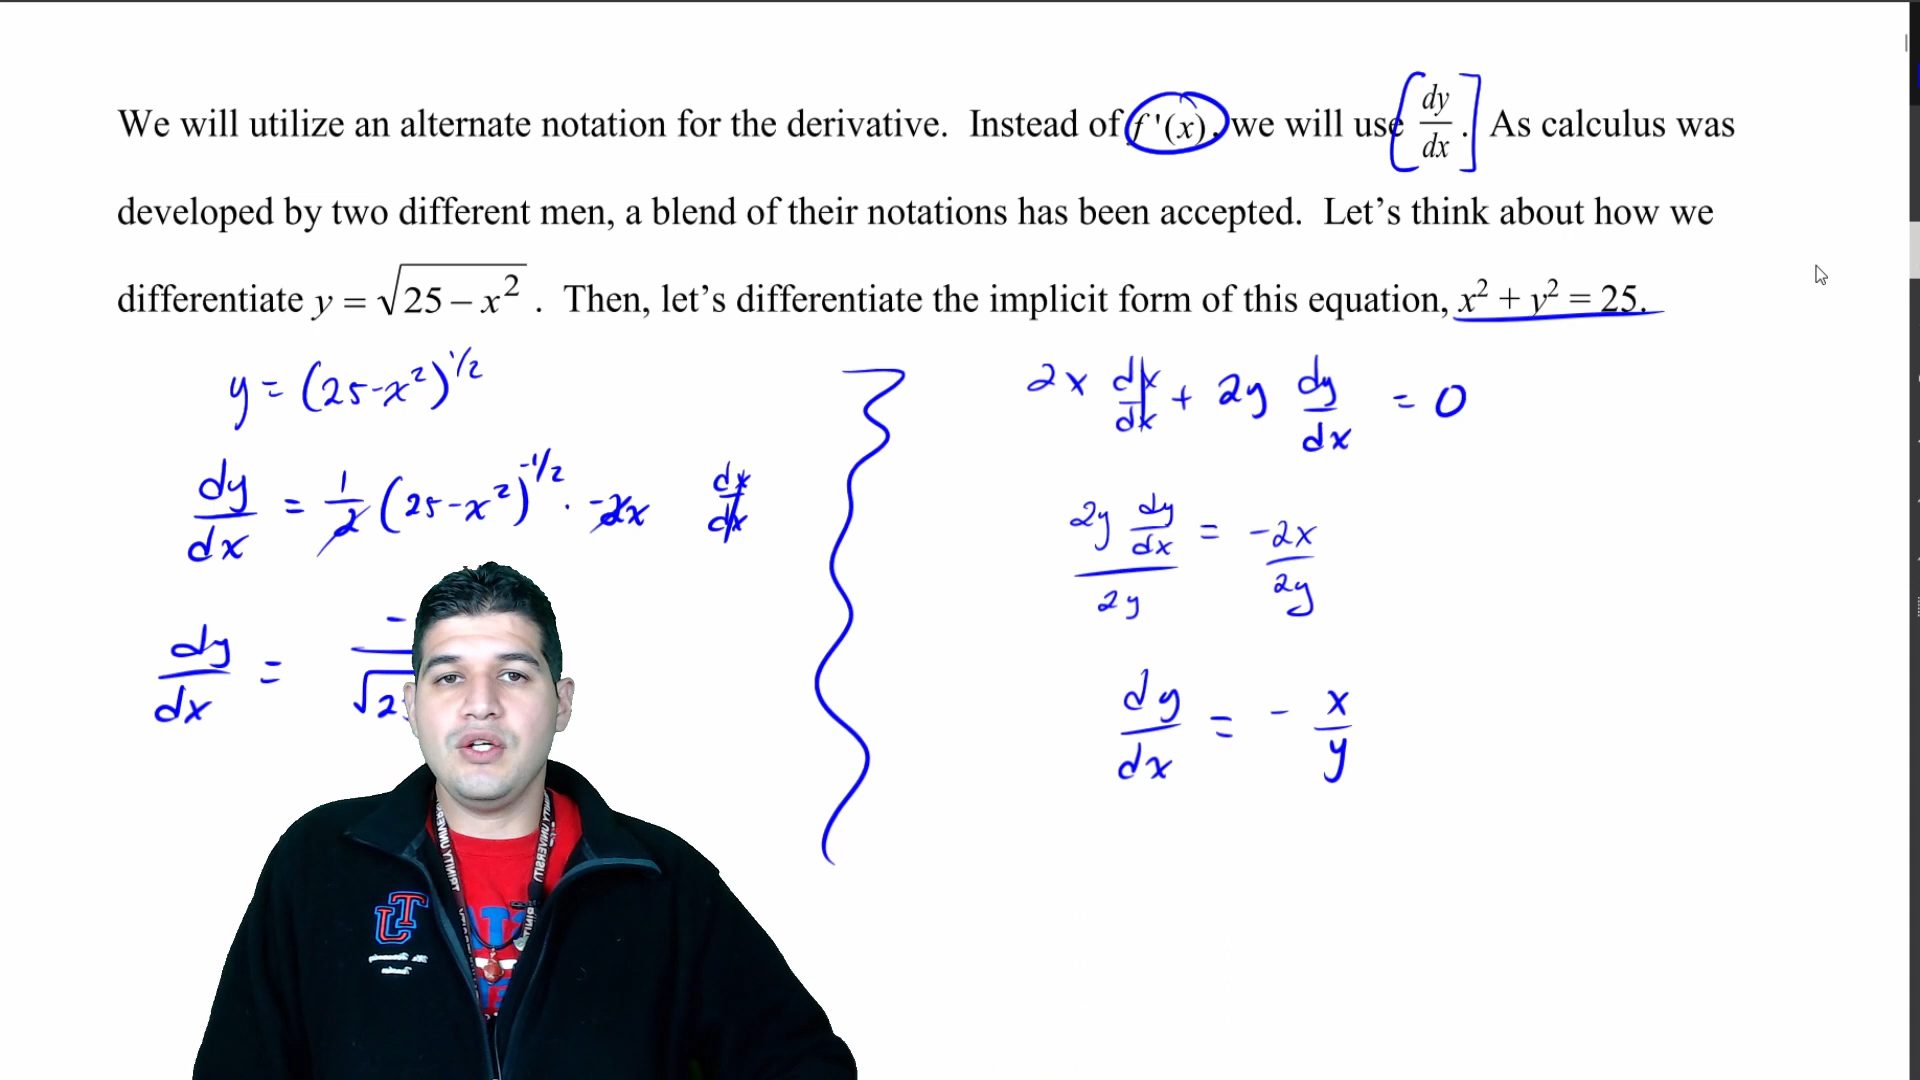 We will utilize an alternate notation for the derivative. Instead of f '(x), we will use dy/dx. As calculus was
developed by two different men, a blend of their notations has been accepted. Let’s think about how we
differentiate y = √(25 – x²) . Then, let’s differentiate the implicit form of this equation, x² + y² = 25.
y = (25-x²)^1/2
dy/dx = 1/2 (25-x²)^-1/2 · -2x dx/dx
dy/dx =
2x dx/dx + 2y dy/dx = 0
2y dy/dx / 2y = -2x / 2y
dy/dx = - x/y
TRINITY UNIVERSITY